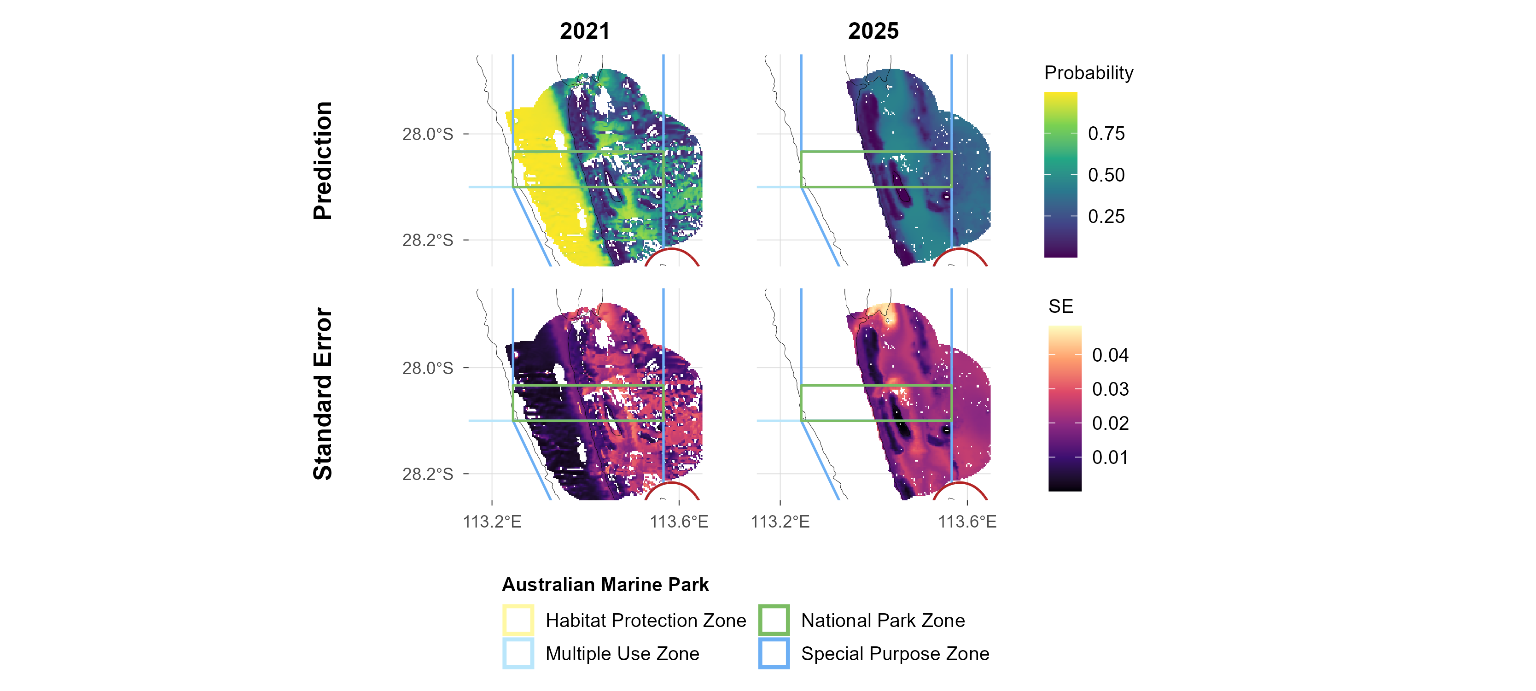 2021
2025
Prediction
28.0°S
28.2°S
Probability
0.75
0.50
0.25
Standard Error
28.0°S
28.2°S
113.2°E
113.6°E
113.2°E
113.6°E
SE
0.04
0.03
0.02
0.01
Australian Marine Park
Habitat Protection Zone
National Park Zone
Multiple Use Zone
Special Purpose Zone